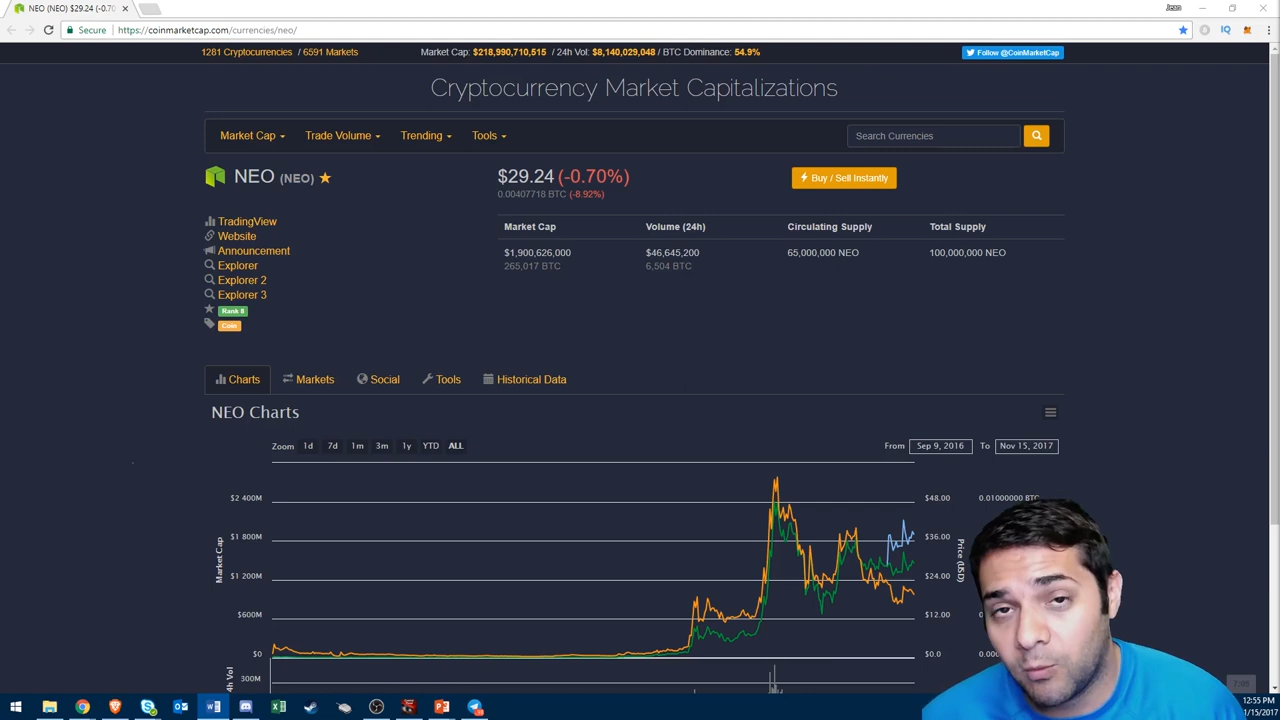 NEO (NEO) $29.24 (-0.70
Jesus
Secure https://coinmarketcap.com/currencies/neo/
1281 Cryptocurrencies / 6591 Markets Market Cap: $218,990,710,515 / 24h Vol: $8,140,029,048 / BTC Dominance: 54.9% Follow @CoinMarketCap
Cryptocurrency Market Capitalizations
Market Cap Trade Volume Trending Tools Search Currencies
NEO (NEO) $29.24 (-0.70%) Buy / Sell Instantly
0.00407718 BTC (-8.92%)
TradingView
Website
Announcement
Explorer
Explorer 2
Explorer 3
Rank 8
Coin
Market Cap Volume (24h) Circulating Supply Total Supply
$1,900,626,000 $46,645,200 65,000,000 NEO 100,000,000 NEO
265,017 BTC 6,504 BTC
Charts Markets Social Tools Historical Data
NEO Charts
Zoom 1d 7d 1m 3m 1y YTD ALL From Sep 9, 2016 To Nov 15, 2017
$2 400M $48.00 0.01000000 BTC
$1 800M $36.00
$1 200M $24.00
$600M $12.00
$0 $0.0
Market Cap
Price (USD)
300M
4h Vol
7:05
12:55 PM
1/15/2017